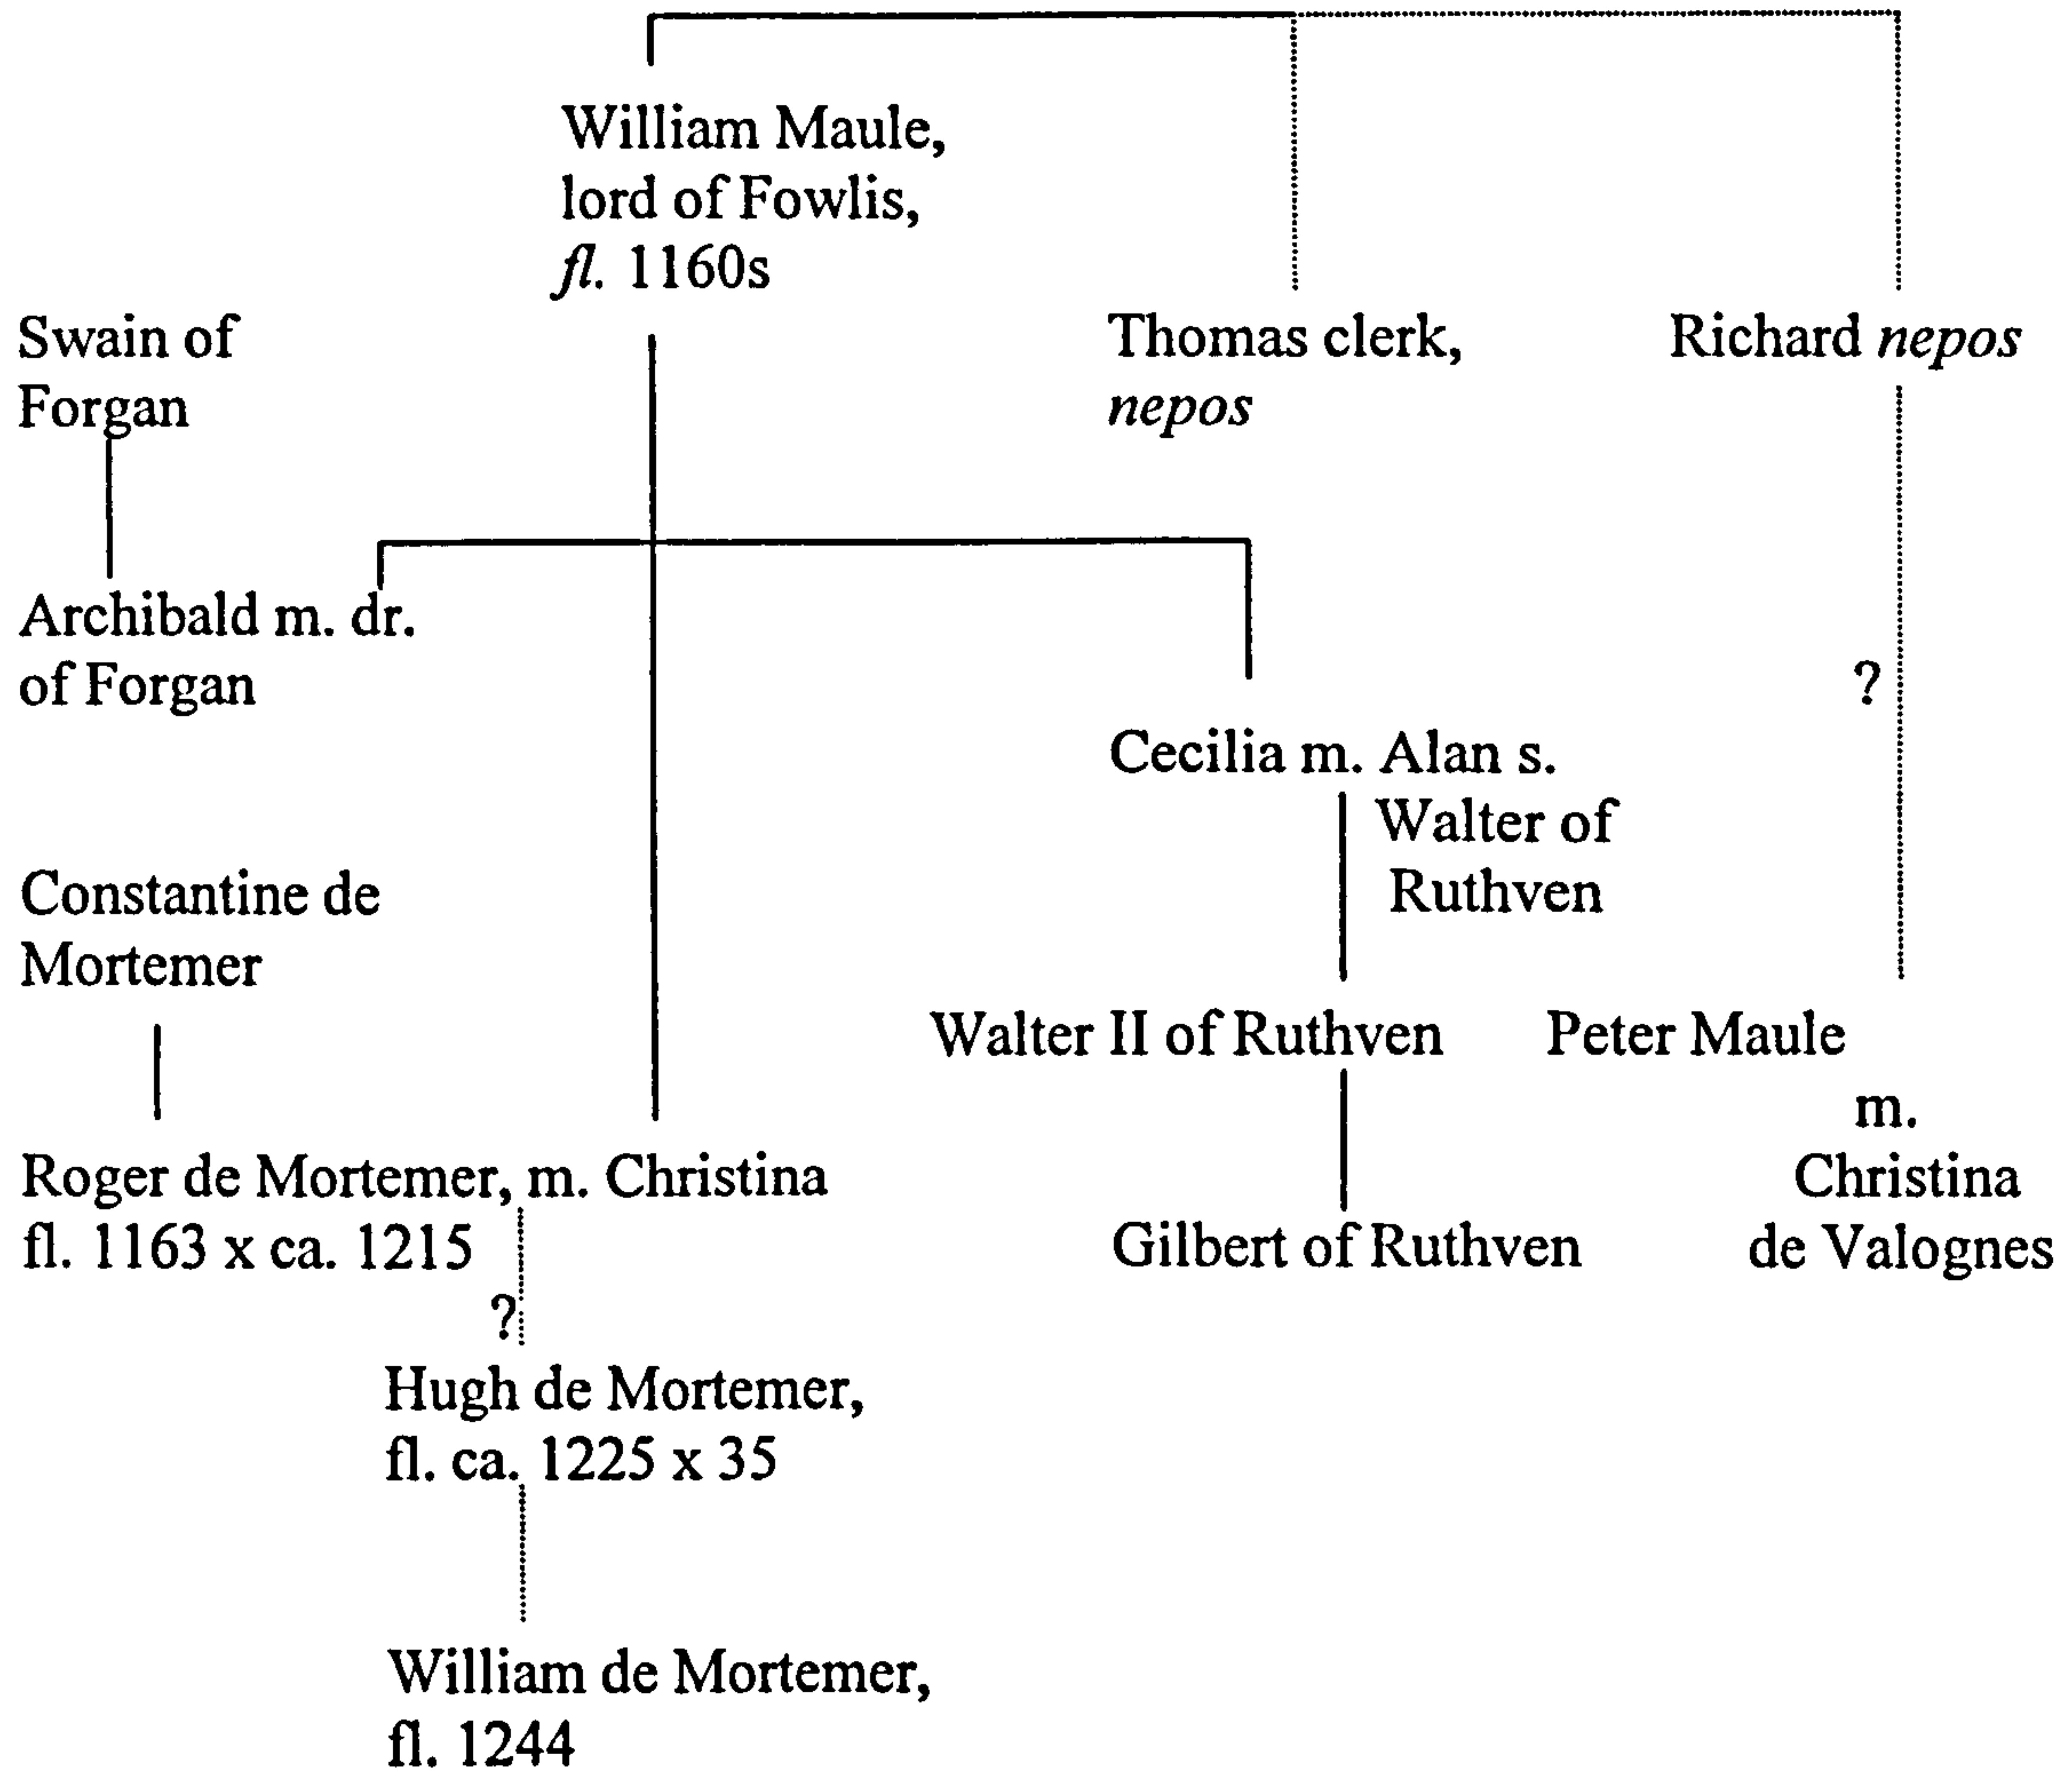 William Maule,
lord of Fowlis,
fl. 1160s
Swain of
Forgan
Thomas clerk,
nepos
Richard nepos
Archibald m. dr.
of Forgan
?
Cecilia m. Alan s.
Walter of
Ruthven
Constantine de
Mortemer
Walter II of Ruthven
Peter Maule
m.
Christina
de Valognes
Roger de Mortemer, m. Christina
fl. 1163 x ca. 1215
Gilbert of Ruthven
?
Hugh de Mortemer,
fl. ca. 1225 x 35
William de Mortemer,
fl. 1244